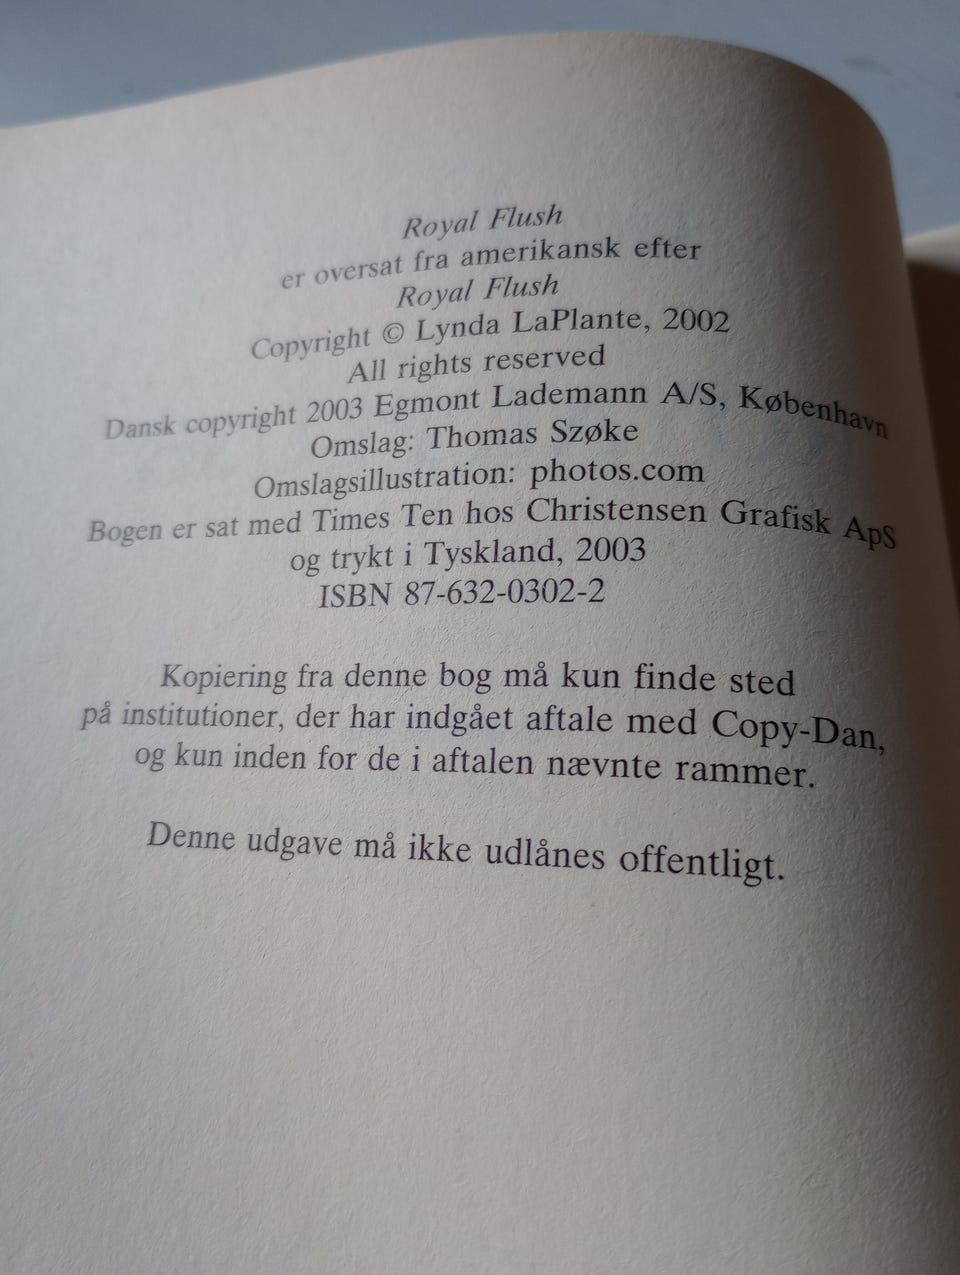 Royal Flush
er oversat fra amerikansk efter
Royal Flush
Copyright © Lynda LaPlante, 2002
All rights reserved
Dansk copyright 2003 Egmont Lademann A/S, København
Omslag: Thomas Szøke
Omslagsillustration: photos.com
Bogen er sat med Times Ten hos Christensen Grafisk ApS
og trykt i Tyskland, 2003
ISBN 87-632-0302-2
Kopiering fra denne bog må kun finde sted
på institutioner, der har indgået aftale med Copy-Dan,
og kun inden for de i aftalen nævnte rammer.
Denne udgave må ikke udlånes offentligt.